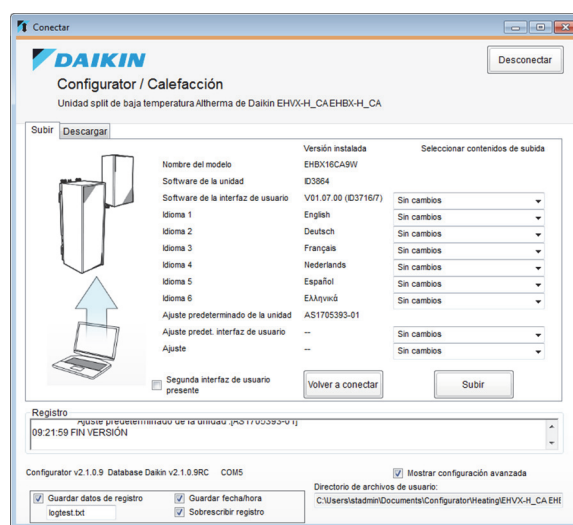 Conectar
DAIKIN
Desconectar
Configurator / Calefacción
Unidad split de baja temperatura Altherma de Daikin EHVX-H_CAEHBX-H_CA
Subir Descargar
Versión instalada Seleccionar contenidos de subida
Nombre del modelo EHBX16CA9W
Software de la unidad ID3864
Software de la interfaz de usuario V01.07.00 (ID3716/7) Sin cambios
Idioma 1 English Sin cambios
Idioma 2 Deutsch Sin cambios
Idioma 3 Français Sin cambios
Idioma 4 Nederlands Sin cambios
Idioma 5 Español Sin cambios
Idioma 6 Ελληνικά Sin cambios
Ajuste predeterminado de la unidad AS1705393-01
Ajuste predet. interfaz de usuario -- Sin cambios
Ajuste -- Sin cambios
Segunda interfaz de usuario presente Volver a conectar Subir
Registro
Ajuste predeterminado de la unidad :[AS1705393-01]
09:21:59 FIN VERSIÓN
Configurator v2.1.0.9 Database Daikin v2.1.0.9RC COM5 Mostrar configuración avanzada
Directorio de archivos de usuario:
Guardar datos de registro Guardar fecha/hora C:\Users\stadmin\Documents\Configurator\Heating\EHVX-H_CA EHE
logtest.txt Sobrescribir registro